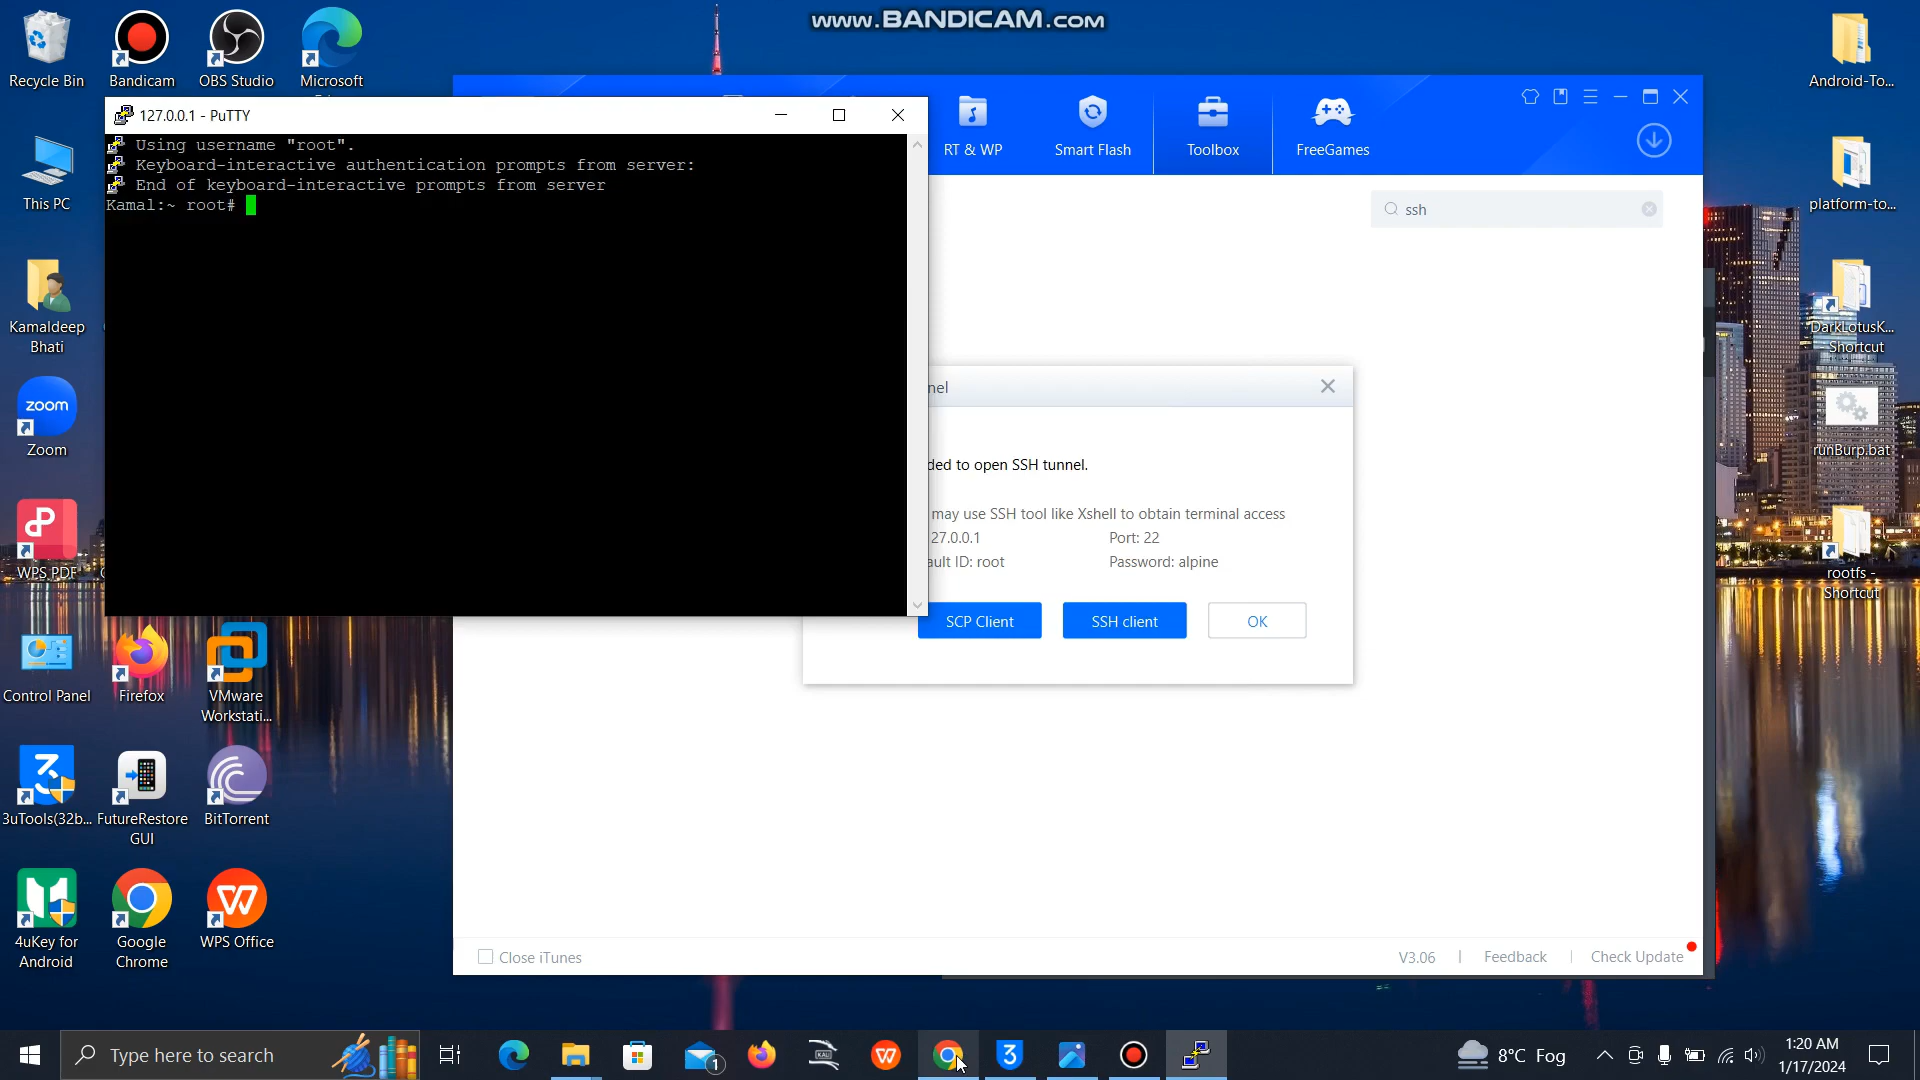 www.BANDICAM.com
Recycle Bin
Bandicam
OBS Studio
Microsoft
Android-To...
127.0.0.1 - PuTTY
Using username "root".
Keyboard-interactive authentication prompts from server:
End of keyboard-interactive prompts from server
Kamal:~ root#
RT & WP
Smart Flash
Toolbox
FreeGames
ssh
This PC
platform-to...
Kamaldeep
Bhati
DarkLotusK...
- Shortcut
nel
ded to open SSH tunnel.
may use SSH tool like Xshell to obtain terminal access
27.0.0.1
Port: 22
ault ID: root
Password: alpine
SCP Client
SSH client
OK
zoom
Zoom
runBurp.bat
WPS PDF
rootfs -
Shortcut
Control Panel
Firefox
VMware
Workstati...
3uTools(32b...
FutureRestore
GUI
BitTorrent
4uKey for
Android
Google
Chrome
WPS Office
Close iTunes
V3.06
Feedback
Check Update
Type here to search
1
8°C Fog
1:20 AM
1/17/2024